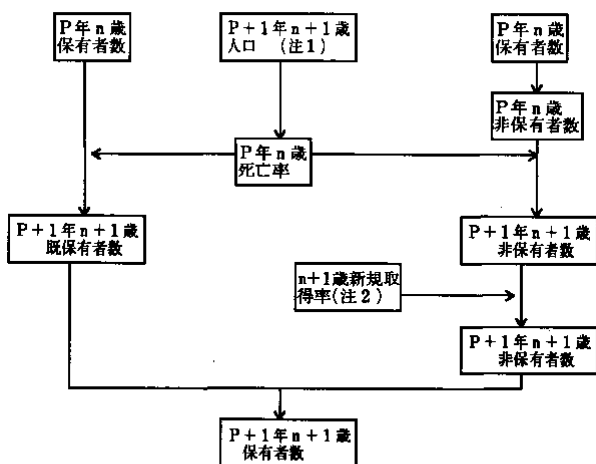 P年n歳
保有者数
P+1年n+1歳
人口 (注1)
P年n歳
保有者数
P年n歳
非保有者数
P年n歳
死亡率
P+1年n+1歳
既保有者数
P+1年n+1歳
非保有者数
n+1歳新規取
得率(注2)
P+1年n+1歳
非保有者数
P+1年n+1歳
保有者数